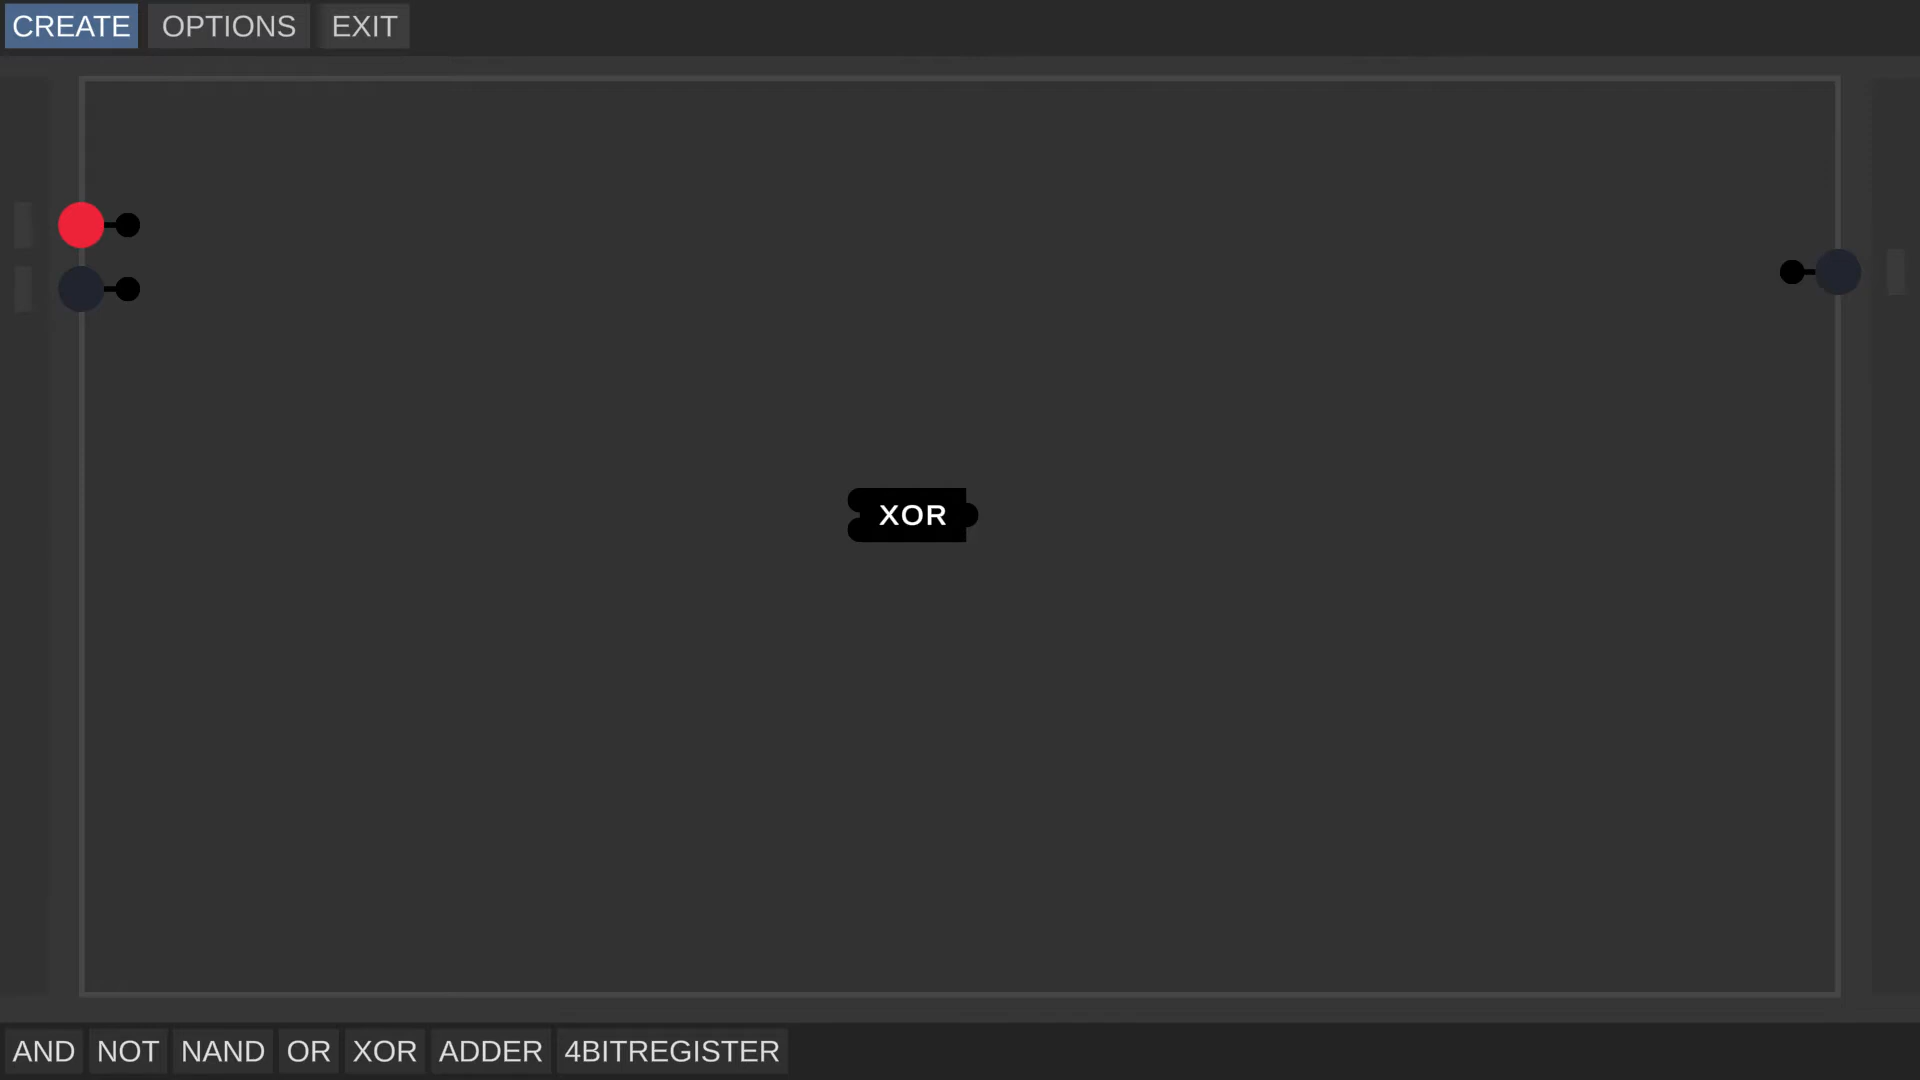 CREATE OPTIONS EXIT
XOR
AND NOT NAND OR XOR ADDER 4BITREGISTER